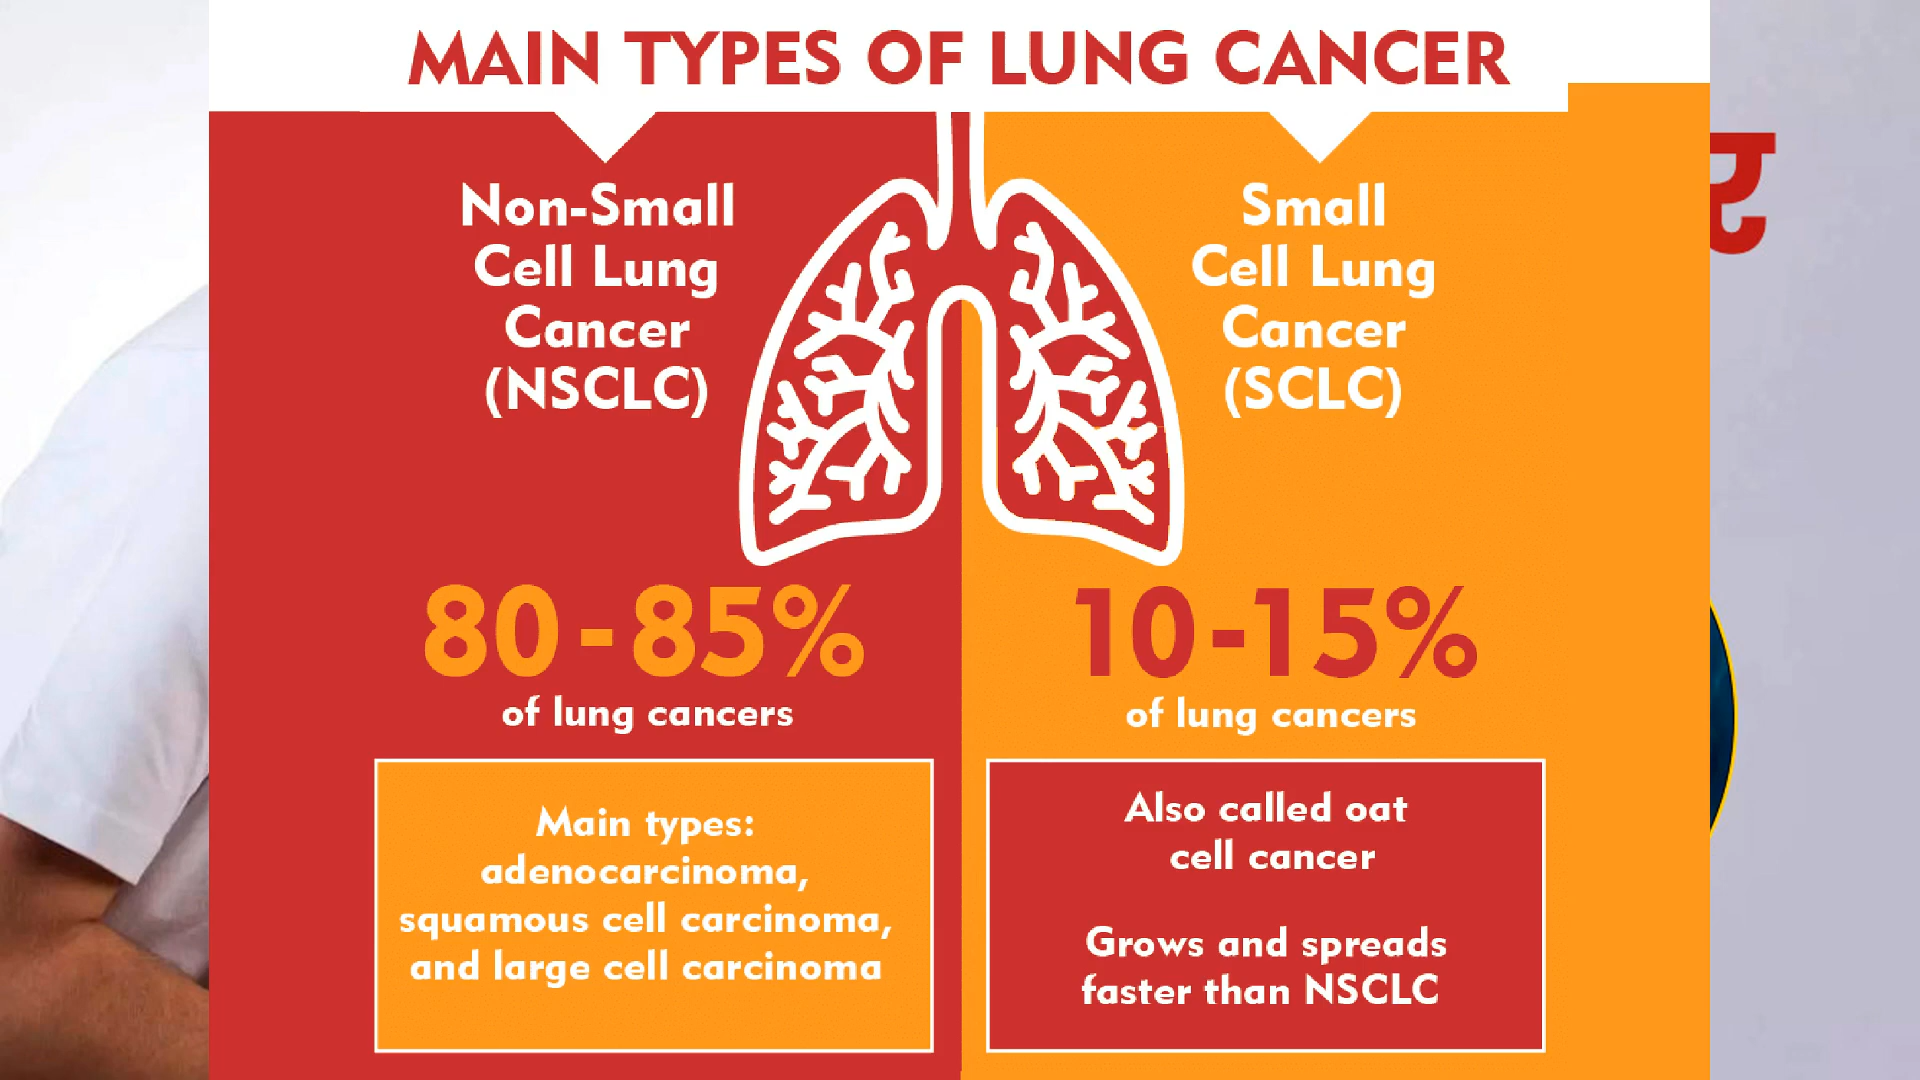 MAIN TYPES OF LUNG CANCER
Non-Small
Cell Lung
Cancer
(NSCLC)
80-85%
of lung cancers
Main types:
adenocarcinoma,
squamous cell carcinoma,
and large cell carcinoma
Small
Cell Lung
Cancer
(SCLC)
10-15%
of lung cancers
Also called oat
cell cancer
Grows and spreads
faster than NSCLC